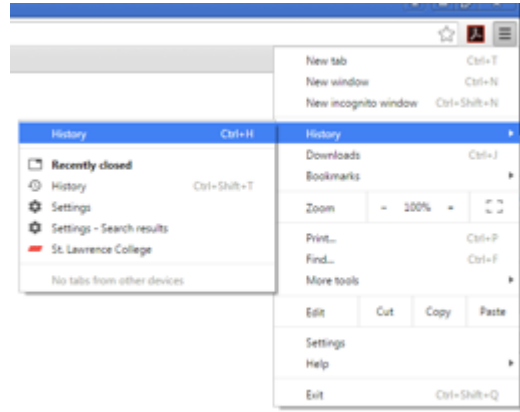 New tab Ctrl+T
New window Ctrl+N
New incognito window Ctrl+Shift+N
History
Downloads Ctrl+J
Bookmarks
Zoom - 100% +
Print... Ctrl+P
Find... Ctrl+F
More tools
Edit Cut Copy Paste
Settings
Help
Exit Ctrl+Shift+Q
History Ctrl+H
Recently closed
History Ctrl+Shift+T
Settings
Settings - Search results
St. Lawrence College
No tabs from other devices